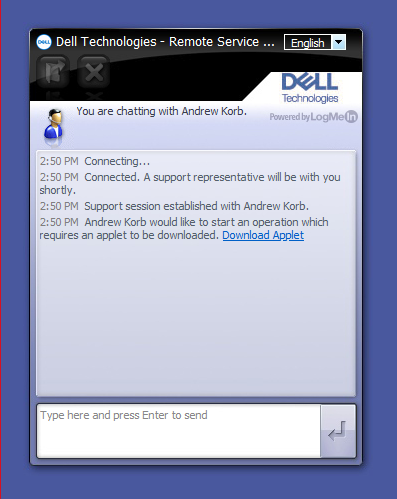 DELL Dell Technologies - Remote Service ... English
DELL
Technologies
You are chatting with Andrew Korb.
Powered by LogMeIn
2:50 PM Connecting...
2:50 PM Connected. A support representative will be with you
shortly.
2:50 PM Support session established with Andrew Korb.
2:50 PM Andrew Korb would like to start an operation which
requires an applet to be downloaded. Download Applet
Type here and press Enter to send